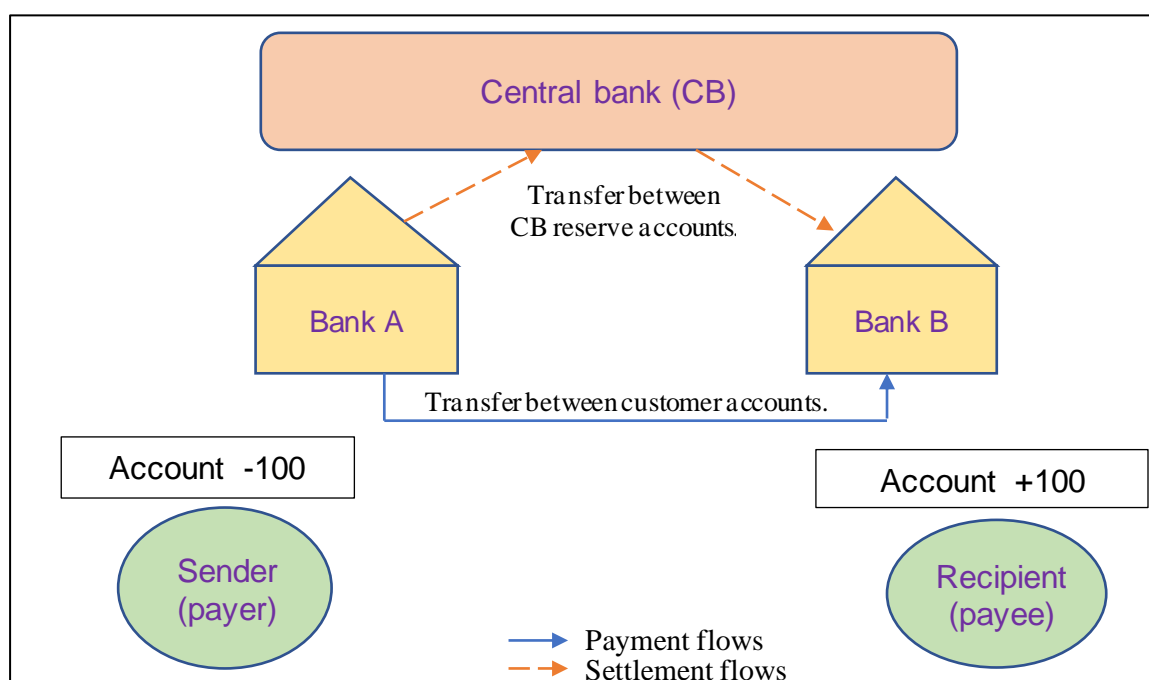 Central bank (CB)
Transfer between
CB reserve accounts.
Bank A
Bank B
Transfer between customer accounts.
Account -100
Account +100
Sender
(payer)
Recipient
(payee)
Payment flows
Settlement flows